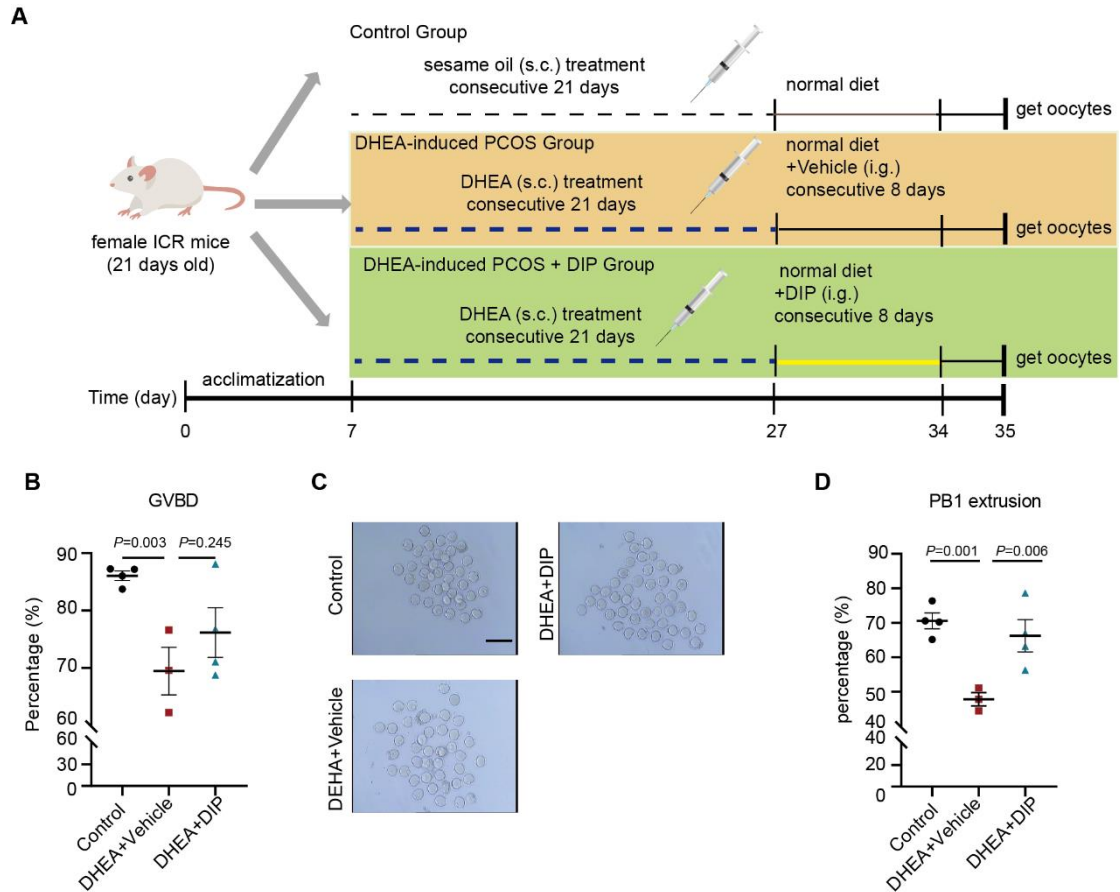 A
Control Group
sesame oil (s.c.) treatment
consecutive 21 days
normal diet
get oocytes
DHEA-induced PCOS Group
DHEA (s.c.) treatment
consecutive 21 days
normal diet
+Vehicle (i.g.)
consecutive 8 days
get oocytes
female ICR mice
(21 days old)
DHEA-induced PCOS + DIP Group
DHEA (s.c.) treatment
consecutive 21 days
normal diet
+DIP (i.g.)
consecutive 8 days
get oocytes
acclimatization
Time (day)
0 7 27 34 35
B
GVBD
P=0.003 P=0.245
Percentage (%)
90
80
70
60
60
30
0
Control
DHEA+Vehicle
DHEA+DIP
C
Control
DHEA+DIP
DEHA+Vehicle
D
PB1 extrusion
P=0.001 P=0.006
percentage (%)
90
80
70
60
50
40
40
20
0
Control
DHEA+Vehicle
DHEA+DIP